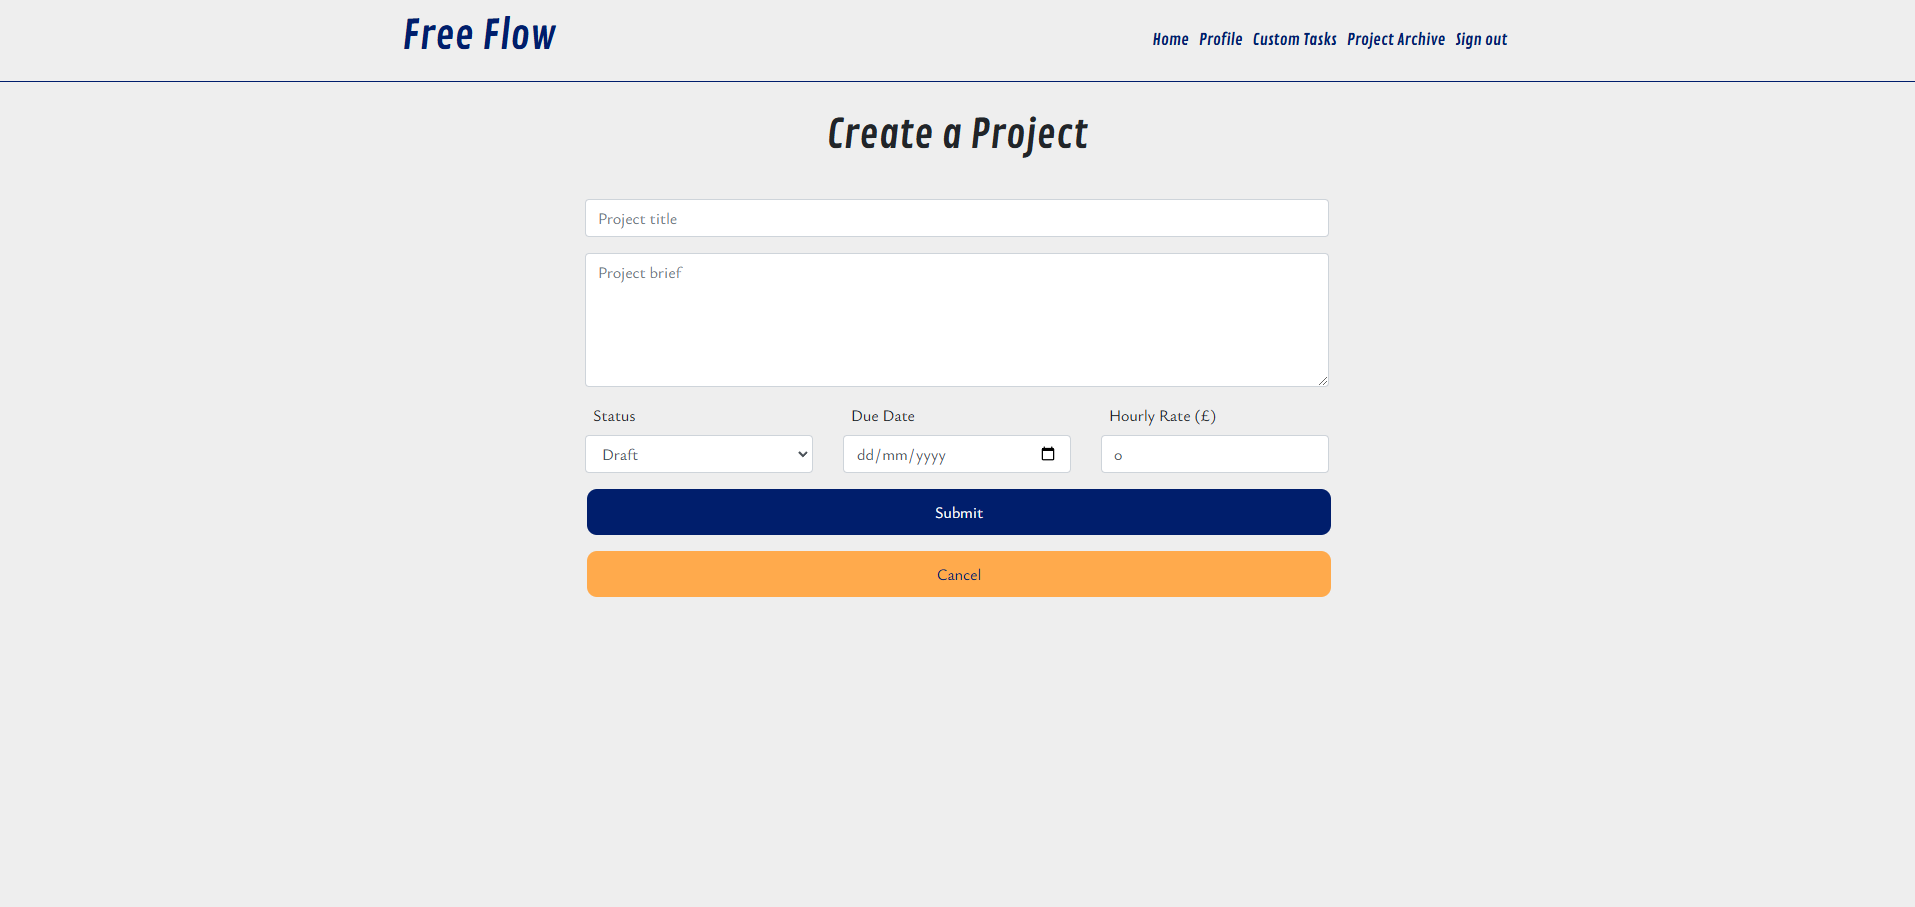 Free Flow
Home Profile Custom Tasks Project Archive Sign out
Create a Project
Project title
Project brief
Status Due Date Hourly Rate (£)
Draft dd/mm/yyyy 0
Submit
Cancel